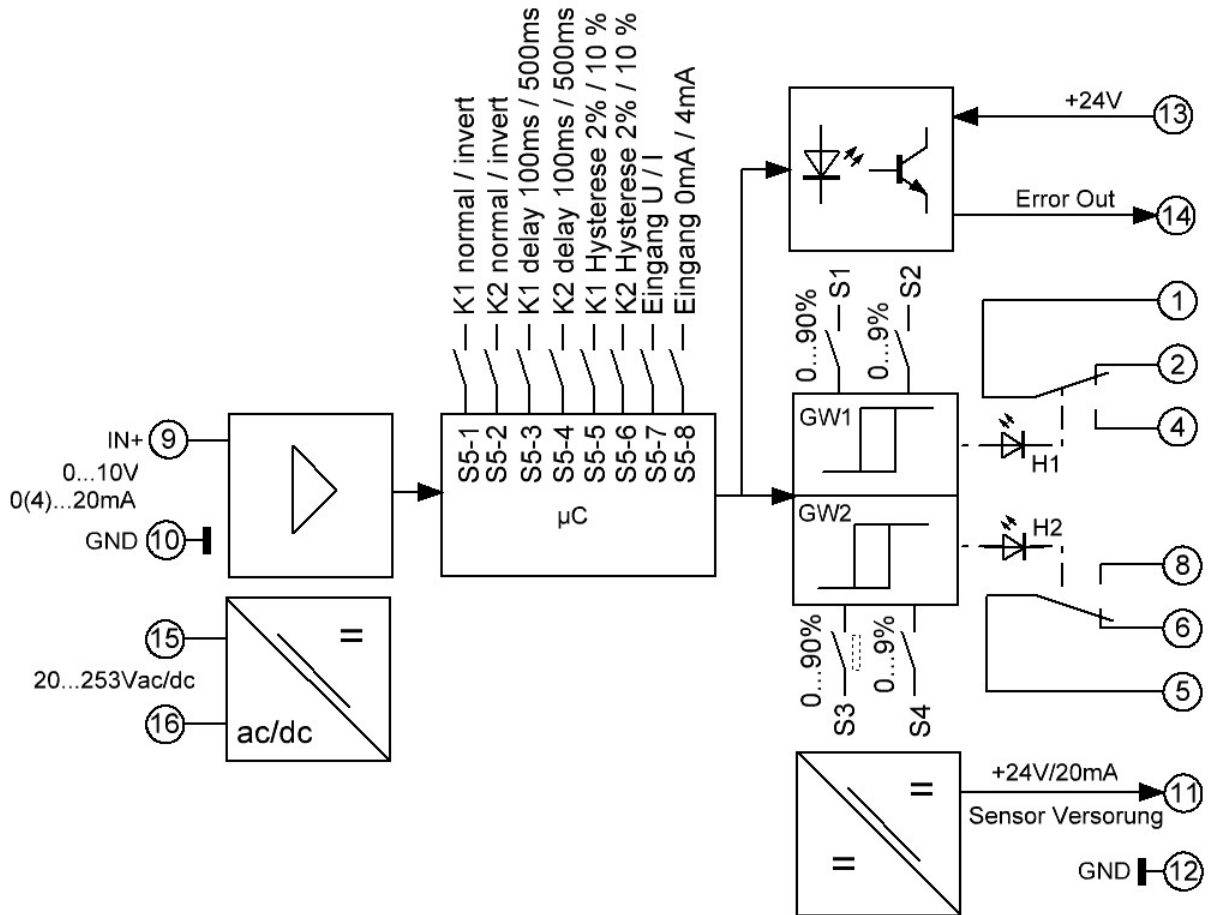 K1 normal / invert
K2 normal / invert
K1 delay 100ms / 500ms
K2 delay 100ms / 500ms
K1 Hysterese 2% / 10 %
K2 Hysterese 2% / 10 %
Eingang U / I
Eingang 0mA / 4mA
S5-1
S5-2
S5-3
S5-4
S5-5
S5-6
S5-7
S5-8
µC
IN+
9
0...10V
0(4)...20mA
GND
10
15
20...253Vac/dc
16
=
ac/dc
+24V
13
Error Out
14
0...90%
S1
0...9%
S2
GW1
H1
1
2
4
GW2
H2
8
6
5
0...90%
S3
0...9%
S4
=
=
+24V/20mA
11
Sensor Versorung
GND
12